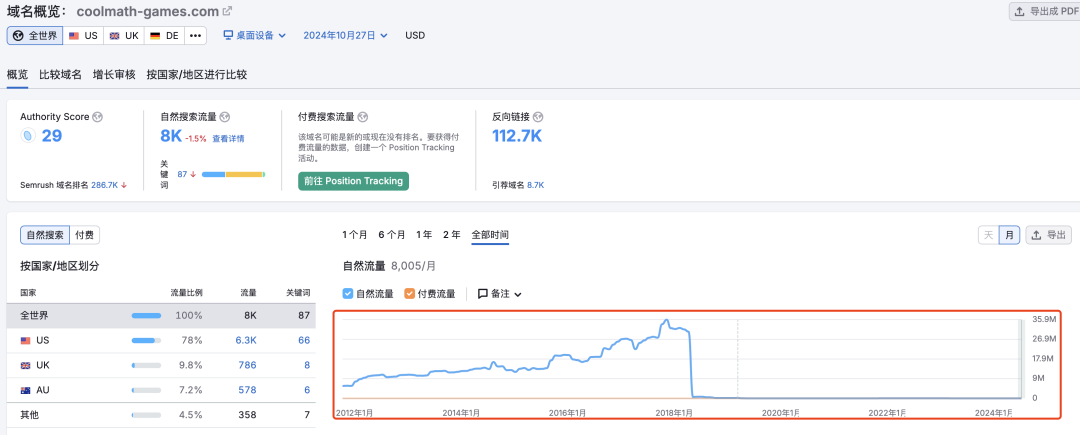 域名概览： coolmath-games.com
导出成 PDF
全世界 US UK DE •••
桌面设备 2024年10月27日 USD
概览 比较域名 增长审核 按国家/地区进行比较
Authority Score
29
Semrush 域名排名 286.7K ↓
自然搜索流量
8K -1.5% 查看详情
关键词 87 ↓
付费搜索流量
该域名可能是新的或现在没有排名。要获得付
费流量的数据，创建一个 Position Tracking
活动。
前往 Position Tracking
反向链接
112.7K
引荐域名 8.7K
自然搜索 付费
按国家/地区划分
国家 流量比例 流量 关键词
全世界 100% 8K 87
US 78% 6.3K 66
UK 9.8% 786 8
AU 7.2% 578 6
其他 4.5% 358 7
1 个月 6 个月 1 年 2 年 全部时间
天 月 导出
自然流量 8,005/月
自然流量 付费流量 备注
35.9M
26.9M
17.9M
9M
0
2012年1月 2014年1月 2016年1月 2018年1月 2020年1月 2022年1月 2024年1月